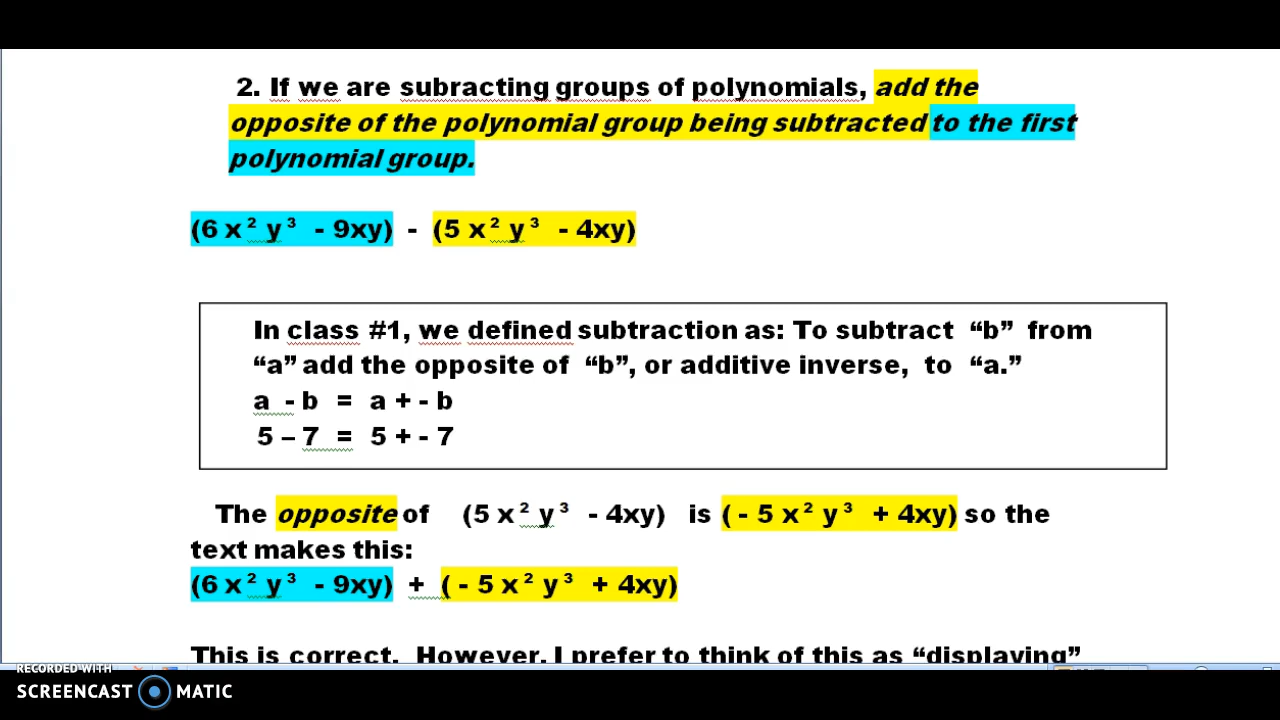 2. If we are subracting groups of polynomials, add the
opposite of the polynomial group being subtracted to the first
polynomial group.
(6 x² y³ - 9xy) - (5 x² y³ - 4xy)
In class #1, we defined subtraction as: To subtract “b” from
“a” add the opposite of “b”, or additive inverse, to “a.”
a - b = a + - b
5 – 7 = 5 + - 7
The opposite of (5 x² y³ - 4xy) is ( - 5 x² y³ + 4xy) so the
text makes this:
(6 x² y³ - 9xy) + ( - 5 x² y³ + 4xy)
This is correct. However, I prefer to think of this as “displaying”
RECORDED WITH
SCREENCAST MATIC